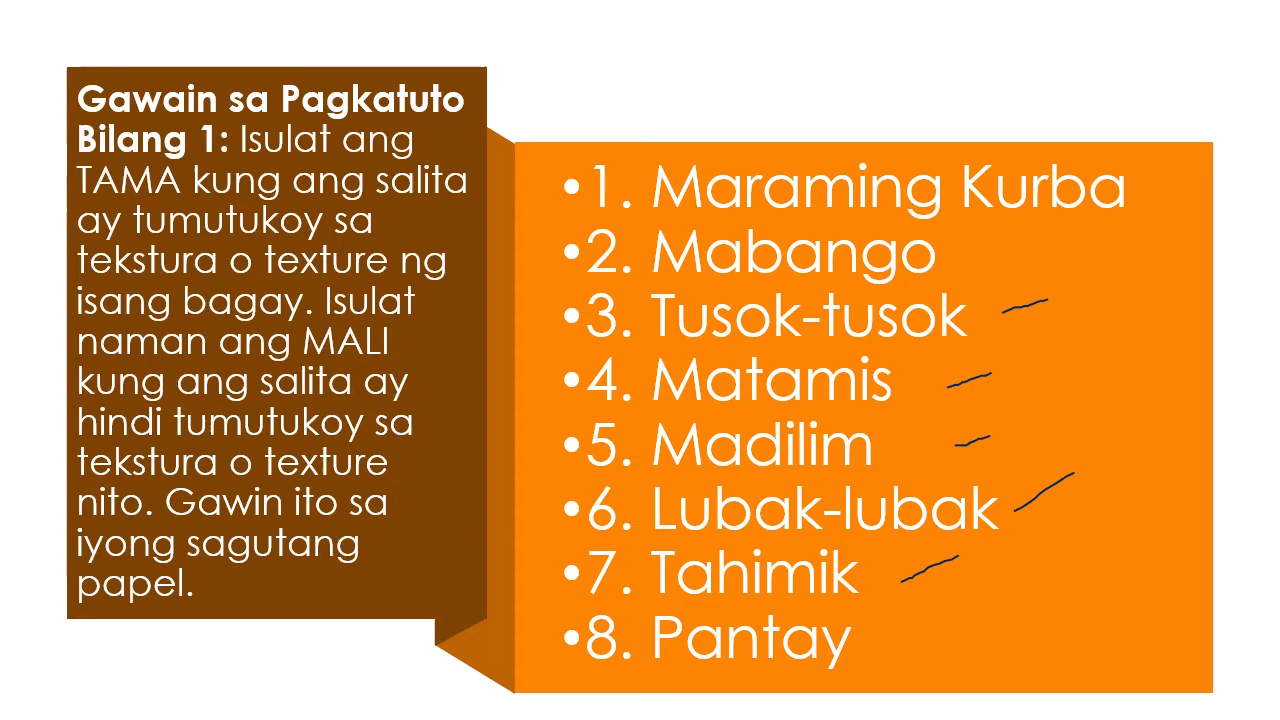 Gawain sa Pagkatuto
Bilang 1: Isulat ang
TAMA kung ang salita
ay tumutukoy sa
tekstura o texture ng
isang bagay. Isulat
naman ang MALI
kung ang salita ay
hindi tumutukoy sa
tekstura o texture
nito. Gawin ito sa
iyong sagutang
papel.
•1. Maraming Kurba
•2. Mabango
•3. Tusok-tusok
•4. Matamis
•5. Madilim
•6. Lubak-lubak
•7. Tahimik
•8. Pantay